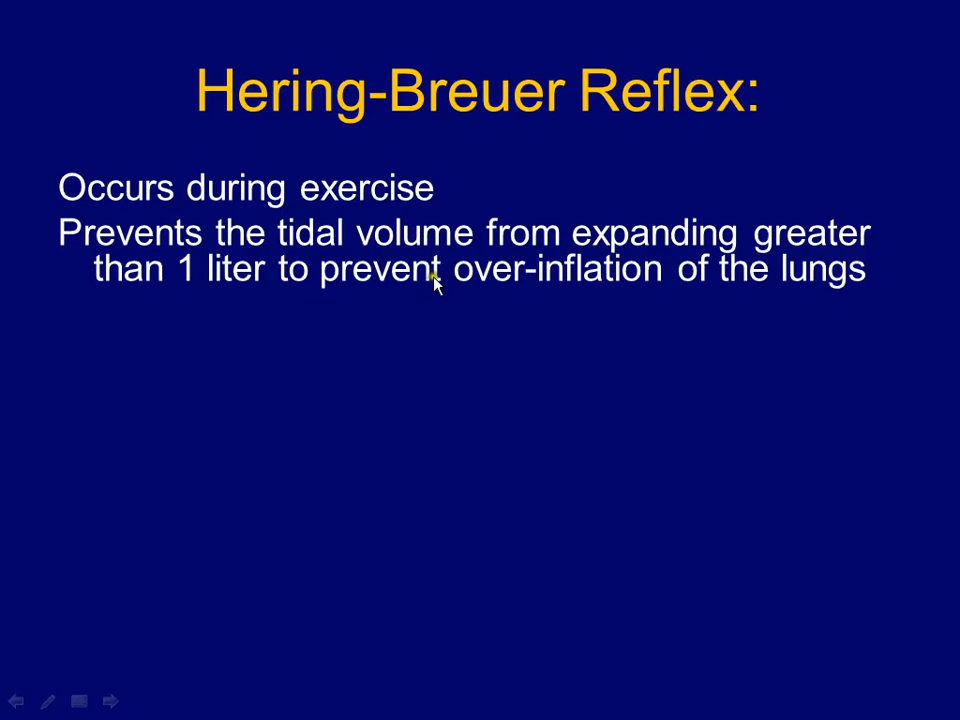 Hering-Breuer Reflex:
Occurs during exercise
Prevents the tidal volume from expanding greater
than 1 liter to prevent over-inflation of the lungs